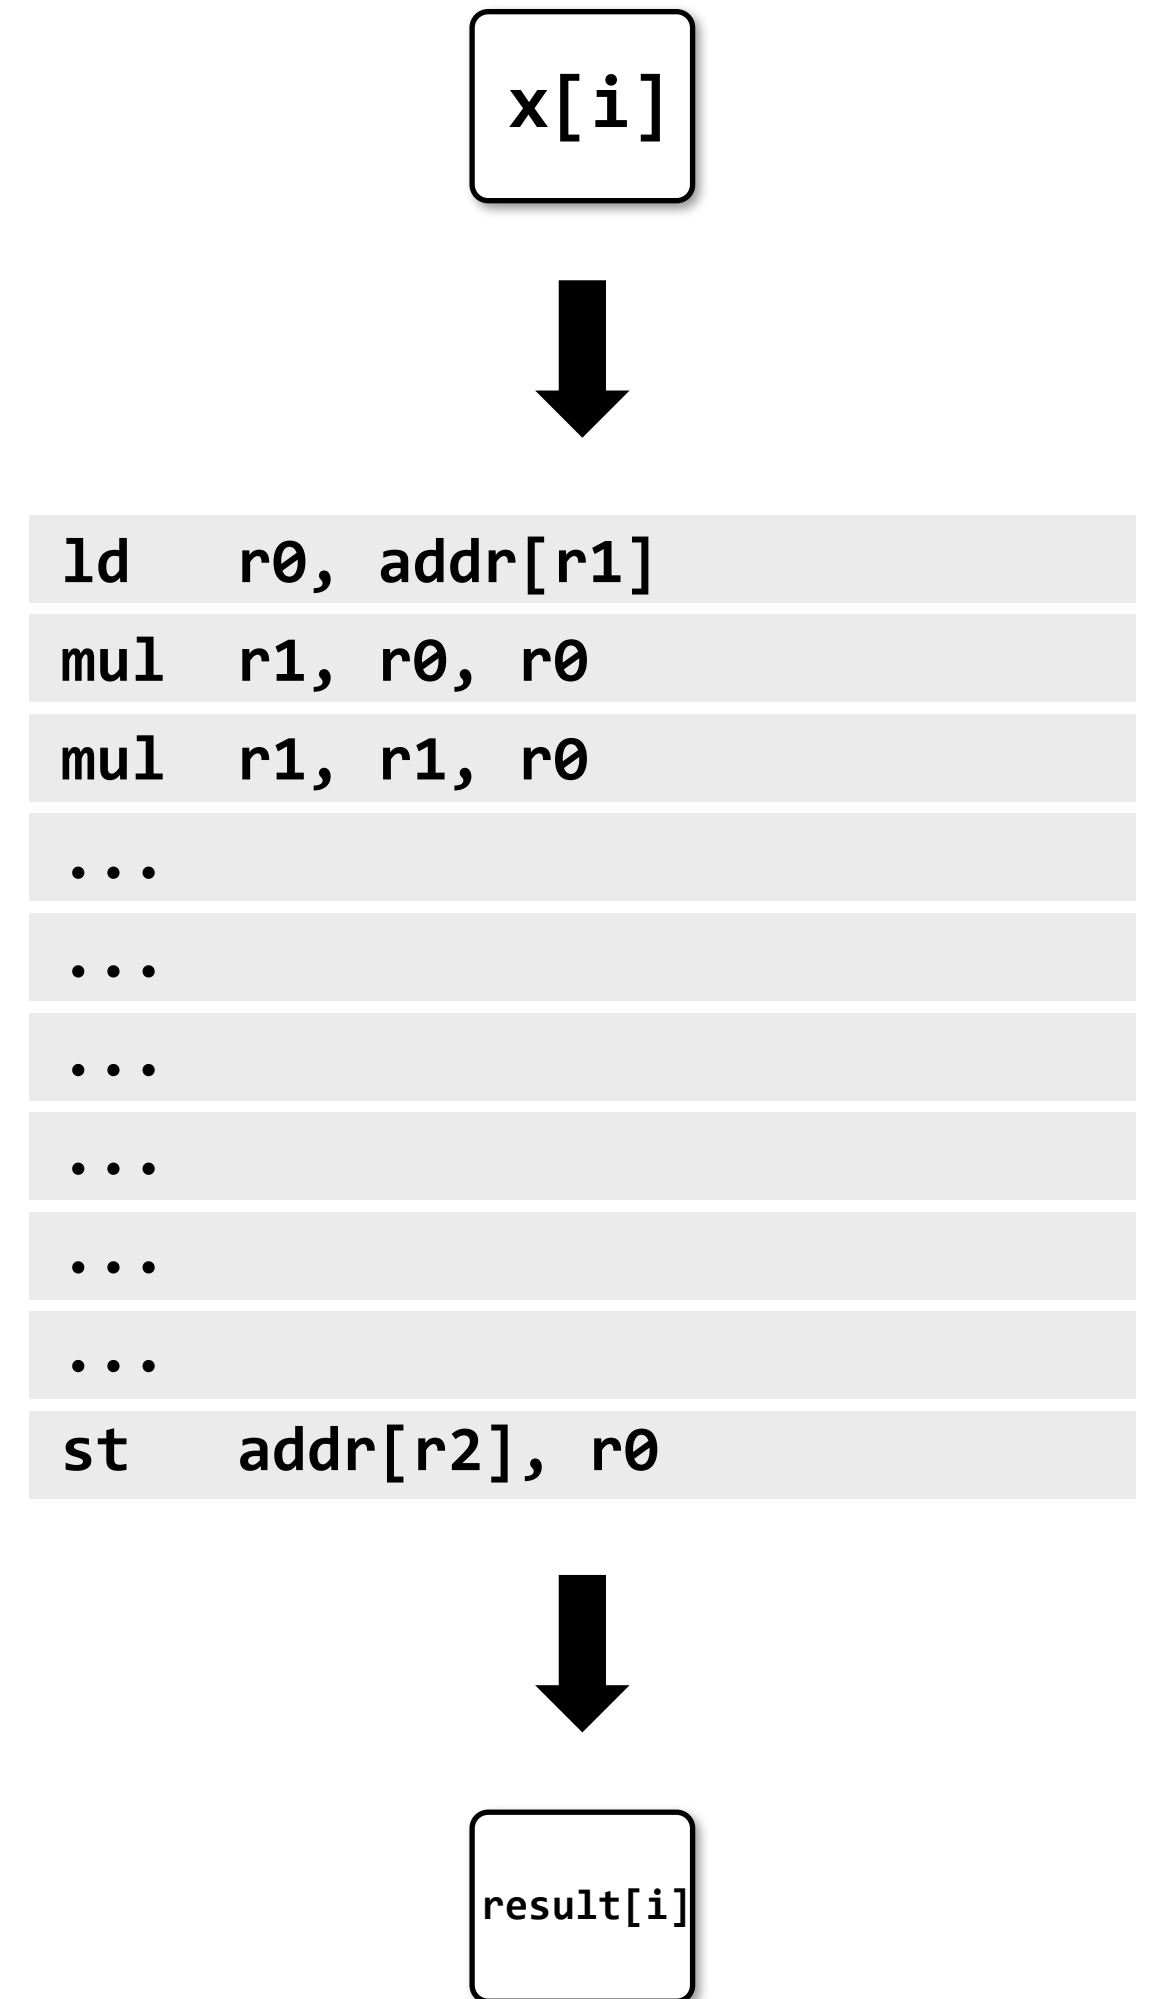 x[i]
ld   r0, addr[r1]
mul  r1, r0, r0
mul  r1, r1, r0
...
...
...
...
...
...
st   addr[r2], r0
result[i]